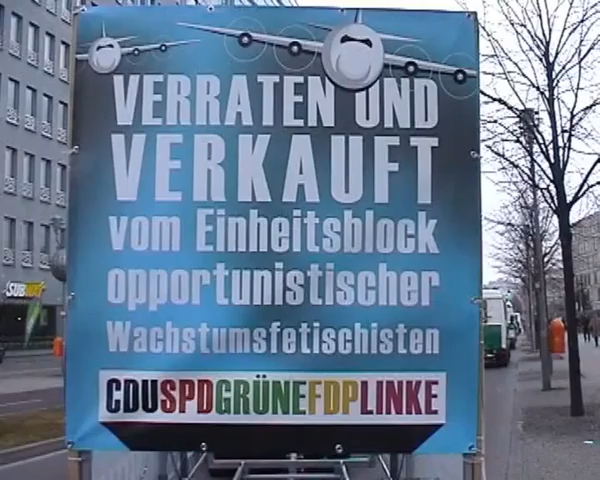 VERRATEN UND
VERKAUFT
vom Einheitsblock
opportunistischer
Wachstumsfetischisten
CDUSPDGRÜNEFDPLINKE
SUBWAY